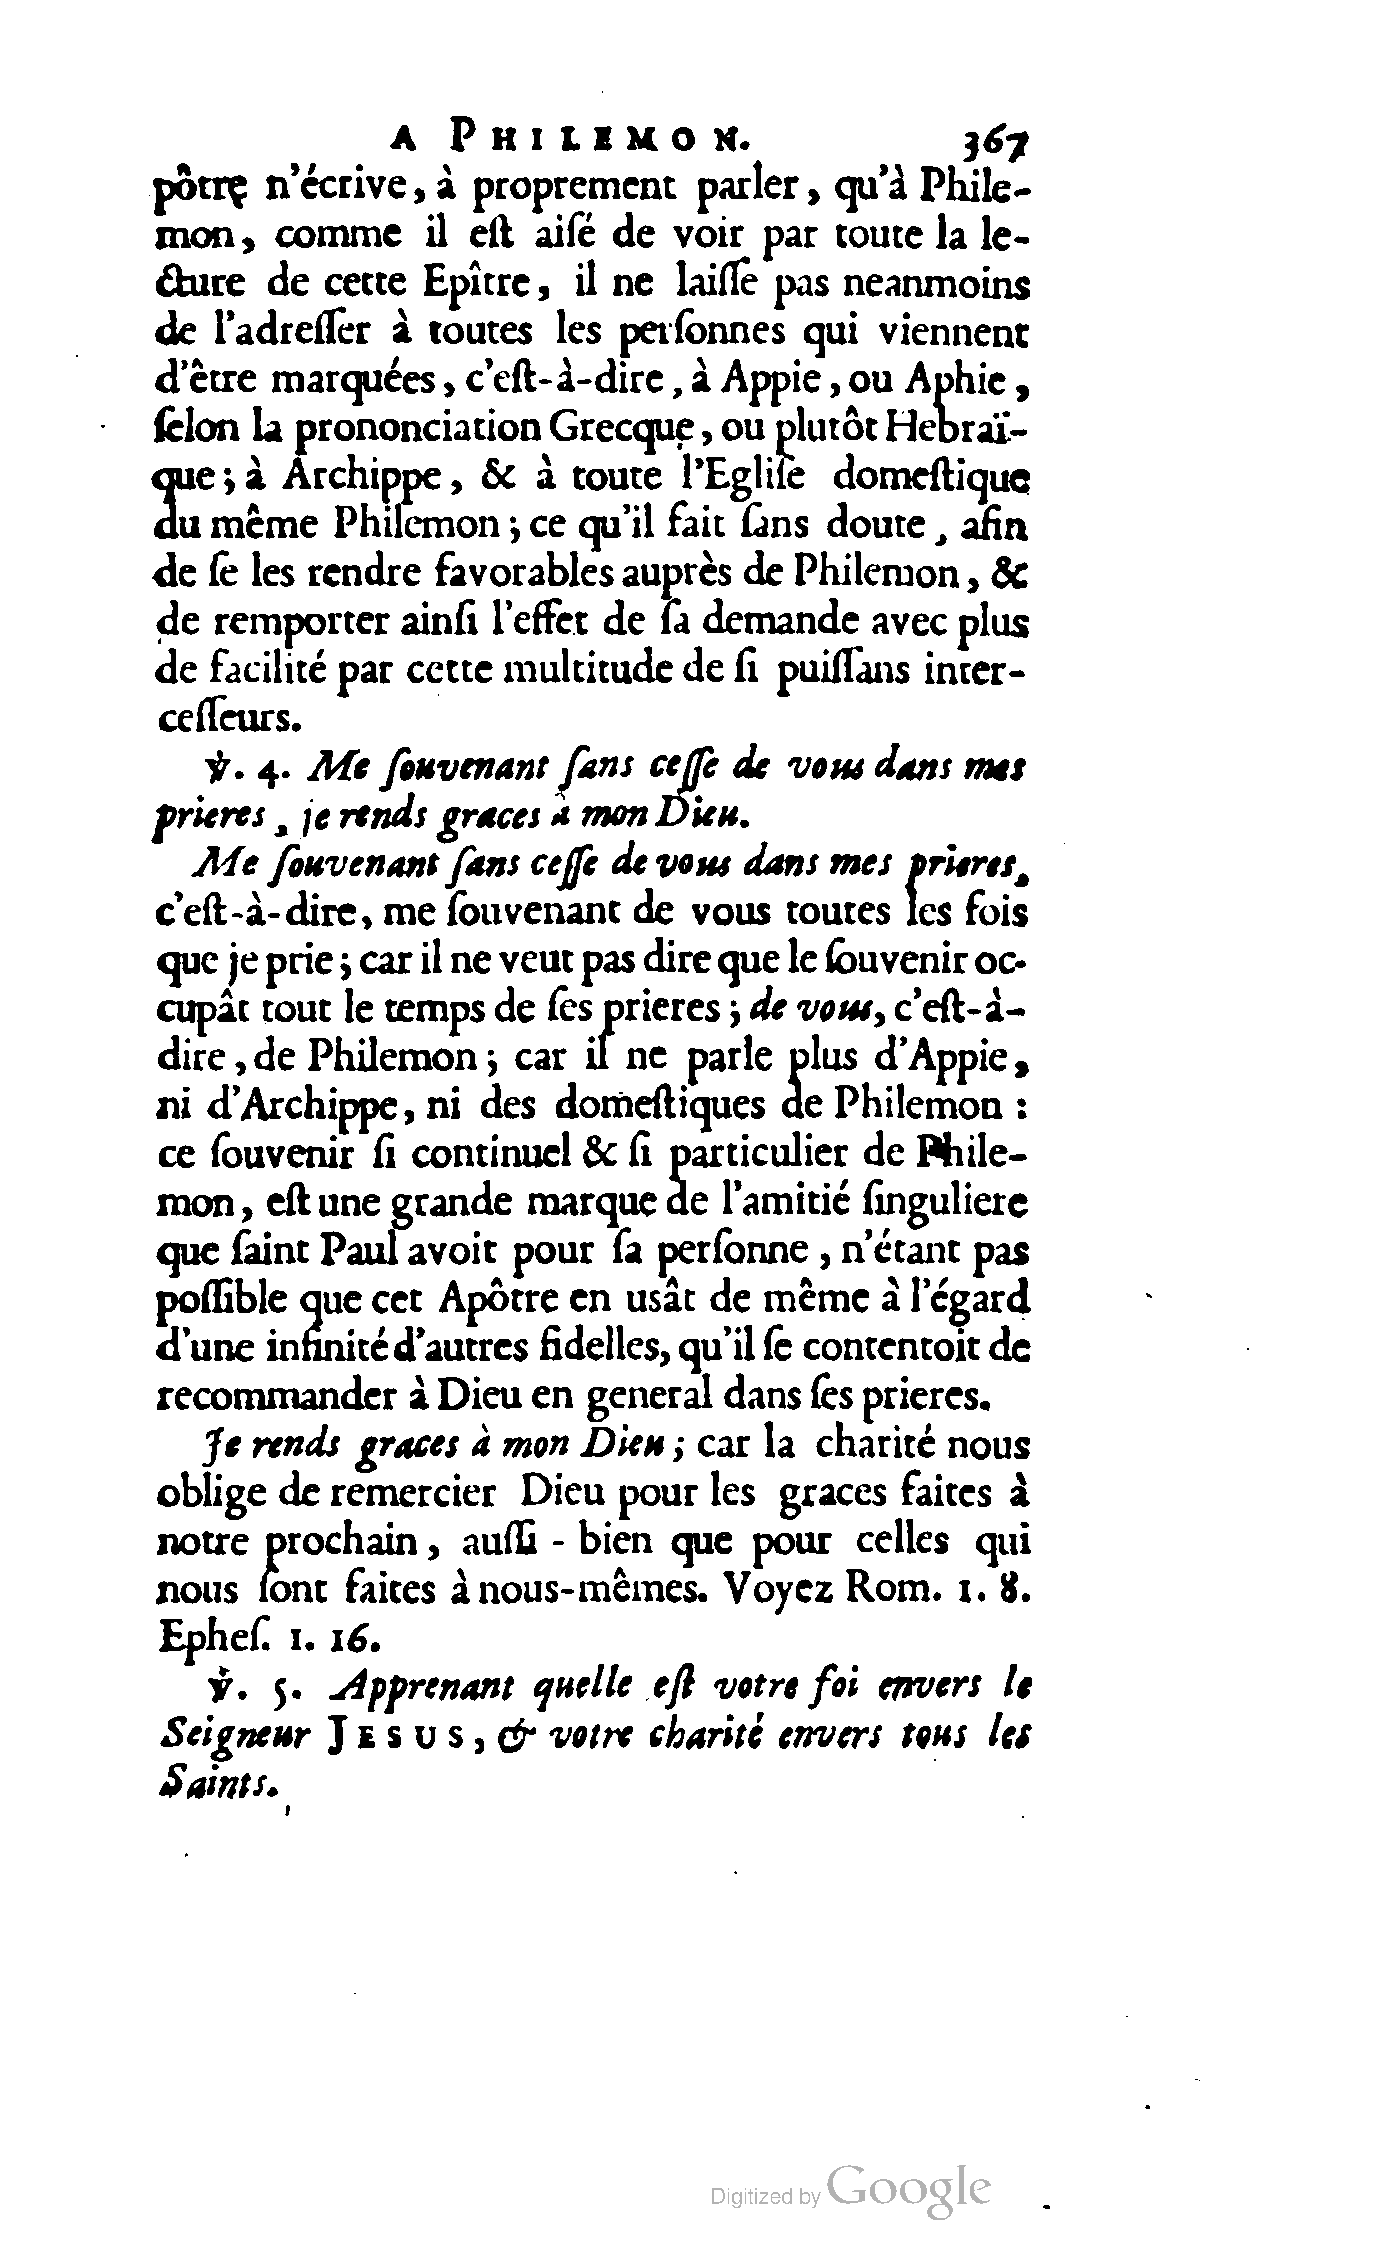 A PHILEMON. 367
pôtre n'écrive, à proprement parler, qu'à Phile-
mon, comme il eſt aiſé de voir par toute la le-
cture de cette Epître, il ne laiſſe pas neanmoins
de l'adreſſer à toutes les perſonnes qui viennent
d'être marquées, c'eſt-à-dire, à Appie, ou Aphie,
ſelon la prononciation Grecque, ou plutôt Hebraï-
que; à Archippe, & à toute l'Egliſe domeſtique
du même Philemon; ce qu'il fait ſans doute, afin
de ſe les rendre favorables auprès de Philemon, &
de remporter ainſi l'effet de ſa demande avec plus
de facilité par cette multitude de ſi puiſſans inter-
ceſſeurs.
℣. 4. Me ſouvenant ſans ceſſe de vous dans mes
prieres, je rends graces à mon Dieu.
Me ſouvenant ſans ceſſe de vous dans mes prieres,
c'eſt-à-dire, me ſouvenant de vous toutes les fois
que je prie; car il ne veut pas dire que le ſouvenir oc-
cupât tout le temps de ſes prieres; de vous, c'eſt-à-
dire, de Philemon; car il ne parle plus d'Appie,
ni d'Archippe, ni des domeſtiques de Philemon:
ce ſouvenir ſi continuel & ſi particulier de Phile-
mon, eſt une grande marque de l'amitié ſinguliere
que ſaint Paul avoit pour ſa perſonne, n'étant pas
poſſible que cet Apôtre en usât de même à l'égard
d'une infinité d'autres fidelles, qu'il ſe contentoit de
recommander à Dieu en general dans ſes prieres.
Je rends graces à mon Dieu; car la charité nous
oblige de remercier Dieu pour les graces faites à
notre prochain, auſſi-bien que pour celles qui
nous ſont faites à nous-mêmes. Voyez Rom. 1. 8.
Epheſ. 1. 16.
℣. 5. Apprenant quelle eſt votre foi envers le
Seigneur JESUS, & votre charité envers tous les
Saints.
Digitized by Google